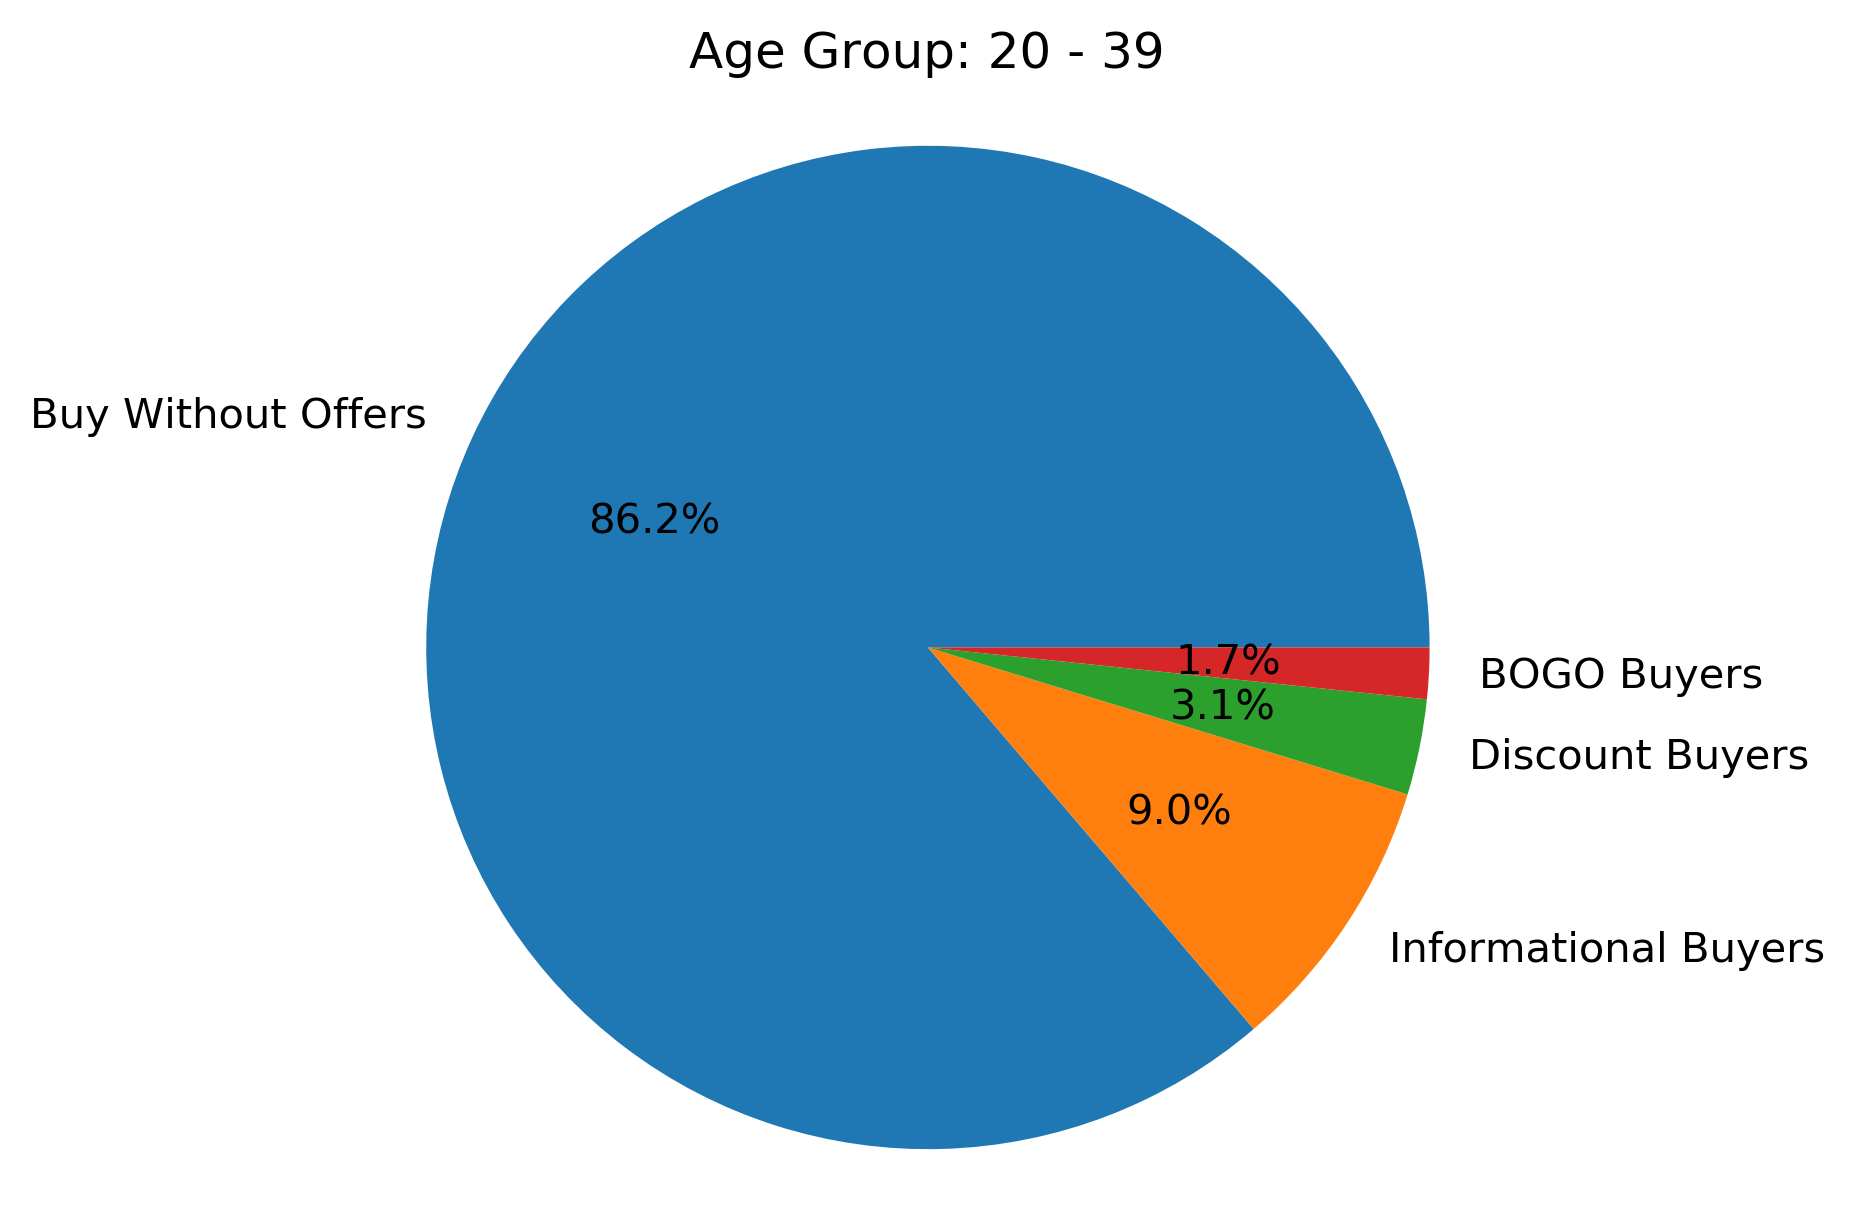 Age Group: 20 - 39
Buy Without Offers
86.2%
1.7%
BOGO Buyers
3.1%
Discount Buyers
9.0%
Informational Buyers